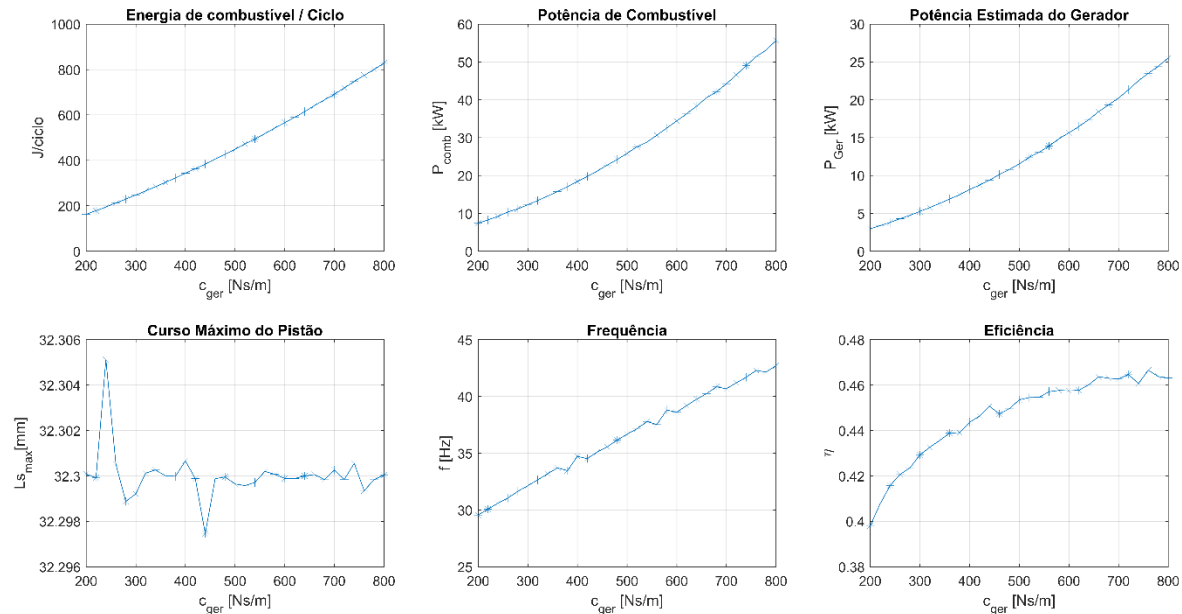 Energia de combustível / Ciclo
1000
800
600
400
200
0
J/ciclo
200 300 400 500 600 700 800
c_ger [Ns/m]
Potência de Combustível
60
50
40
30
20
10
0
P_comb [kW]
200 300 400 500 600 700 800
c_ger [Ns/m]
Potência Estimada do Gerador
30
25
20
15
10
5
0
P_Ger [kW]
200 300 400 500 600 700 800
c_ger [Ns/m]
Curso Máximo do Pistão
32.306
32.304
32.302
32.3
32.298
32.296
Ls_max[mm]
200 300 400 500 600 700 800
c_ger [Ns/m]
Frequência
45
40
35
30
25
f [Hz]
200 300 400 500 600 700 800
c_ger [Ns/m]
Eficiência
0.48
0.46
0.44
0.42
0.4
0.38
η
200 300 400 500 600 700 800
c_ger [Ns/m]